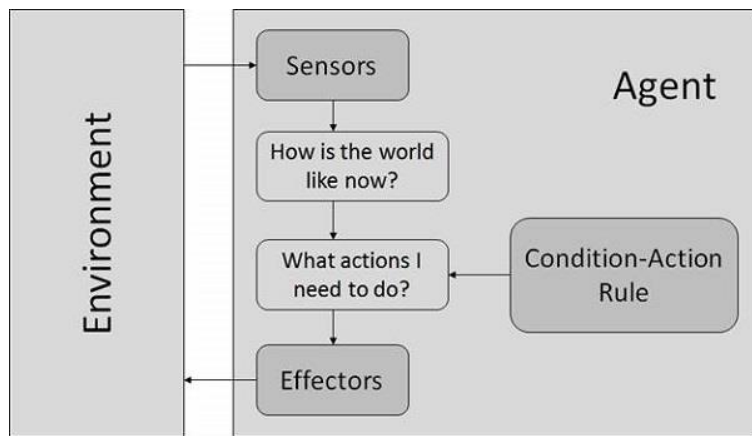 Environment
Sensors
Agent
How is the world
like now?
What actions I
need to do?
Condition-Action
Rule
Effectors